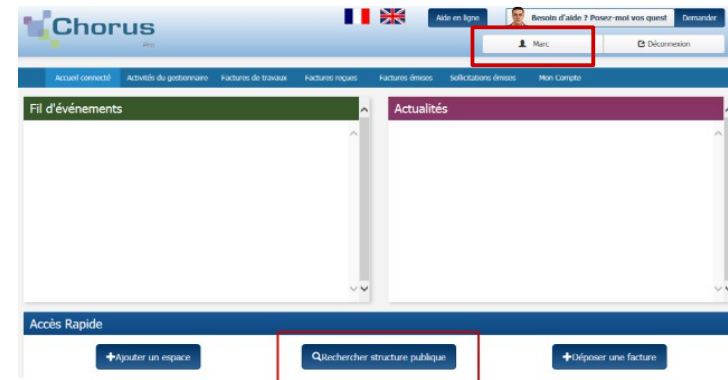 Chorus
Pro
Aide en ligne
Besoin d'aide ? Posez-moi vos quest
Demander
Marc
Déconnexion
Accueil connecté Activités du gestionnaire Factures de travaux Factures reçues Factures émises Sollicitations émises Mon Compte
Fil d'événements
Actualités
Accès Rapide
Ajouter un espace
Rechercher structure publique
Déposer une facture